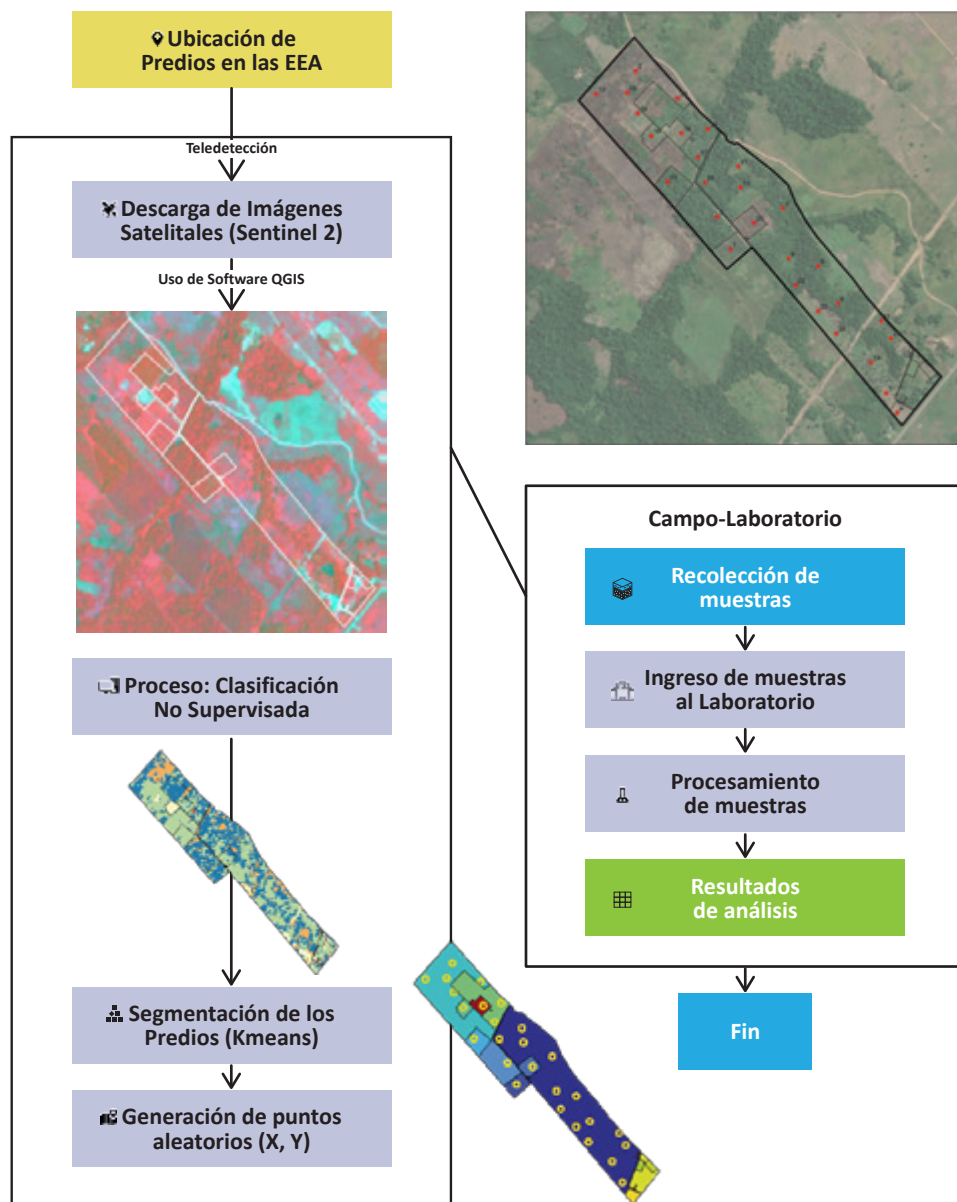 Ubicación de
Predios en las EEA
Teledetección
Descarga de Imágenes
Satelitales (Sentinel 2)
Uso de Software QGIS
Proceso: Clasificación
No Supervisada
Segmentación de los
Predios (Kmeans)
Generación de puntos
aleatorios (X, Y)
Campo-Laboratorio
Recolección de
muestras
Ingreso de muestras
al Laboratorio
Procesamiento
de muestras
Resultados
de análisis
Fin